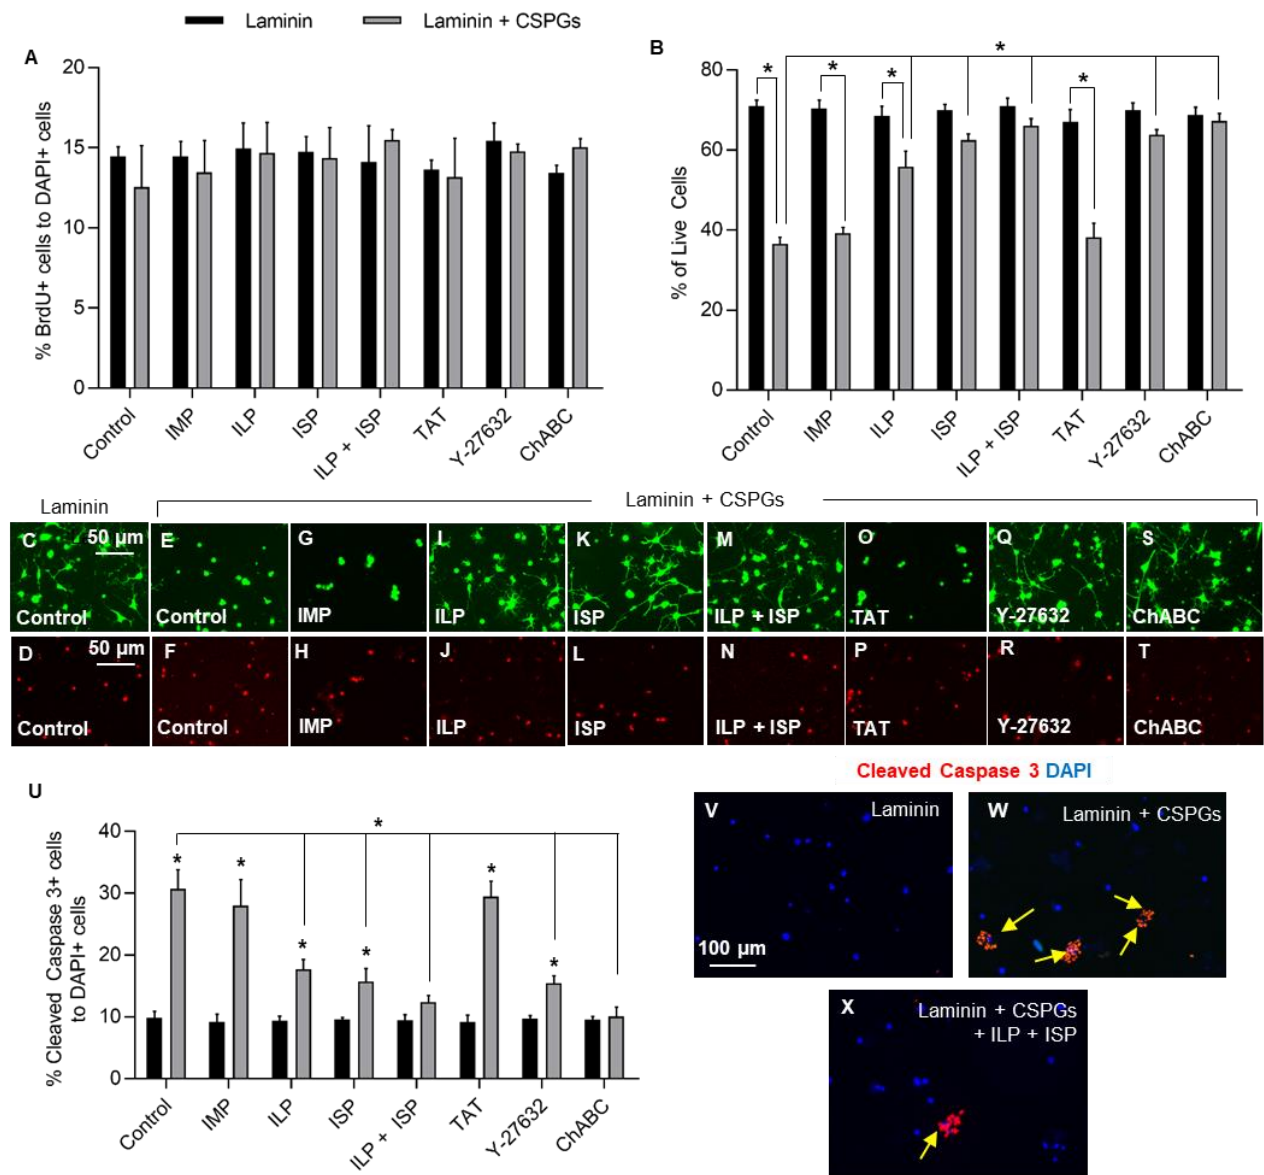 Laminin
Laminin + CSPGs
A
% BrdU+ cells to DAPI+ cells
20
15
10
5
0
Control
IMP
ILP
ISP
ILP + ISP
TAT
Y-27632
ChABC
B
% of Live Cells
80
60
40
20
0
*
*
*
*
*
Control
IMP
ILP
ISP
ILP + ISP
TAT
Y-27632
ChABC
Laminin
Laminin + CSPGs
C 50 µm
Control
E
Control
G
IMP
I
ILP
K
ISP
M
ILP + ISP
O
TAT
Q
Y-27632
S
ChABC
D 50 µm
Control
F
Control
H
IMP
J
ILP
L
ISP
N
ILP + ISP
P
TAT
R
Y-27632
T
ChABC
U
% Cleaved Caspase 3+ cells
to DAPI+ cells
40
30
20
10
0
*
*
*
*
*
*
*
Control
IMP
ILP
ISP
ILP + ISP
TAT
Y-27632
ChABC
Cleaved Caspase 3 DAPI
V Laminin
100 µm
W Laminin + CSPGs
X Laminin + CSPGs
+ ILP + ISP